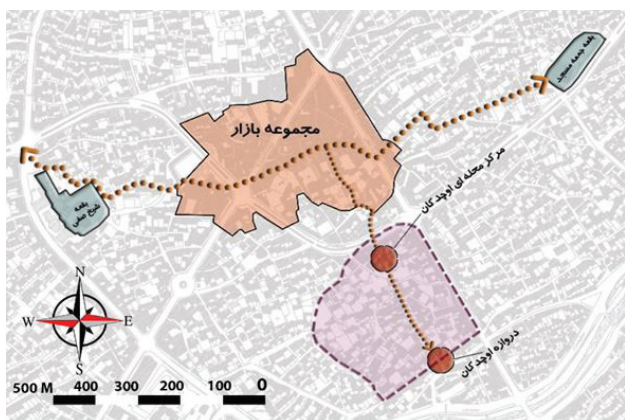 بقعه جمعه مسجد
مجموعه بازار
مرکز محله ای اوچدکان
بقعه
شیخ صفی
N
W
E
S
دروازه اوچدکان
500 M 400 300 200 100 0